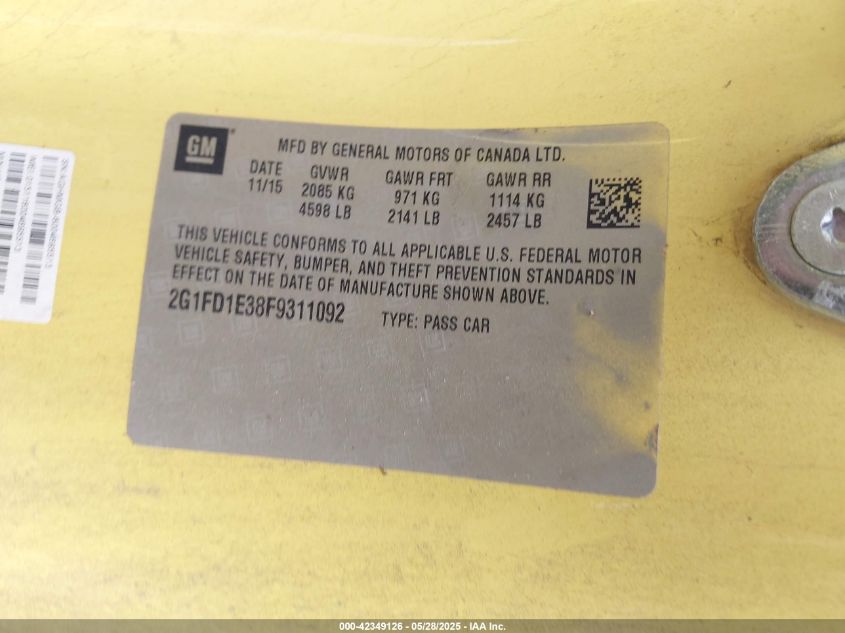 GM
MFD BY GENERAL MOTORS OF CANADA LTD.
DATE GVWR GAWR FRT GAWR RR
11/15 2085 KG 971 KG 1114 KG
4598 LB 2141 LB 2457 LB
THIS VEHICLE CONFORMS TO ALL APPLICABLE U.S. FEDERAL MOTOR
VEHICLE SAFETY, BUMPER, AND THEFT PREVENTION STANDARDS IN
EFFECT ON THE DATE OF MANUFACTURE SHOWN ABOVE.
2G1FD1E38F9311092 TYPE: PASS CAR
000-42349126 - 05/28/2025 - IAA Inc.